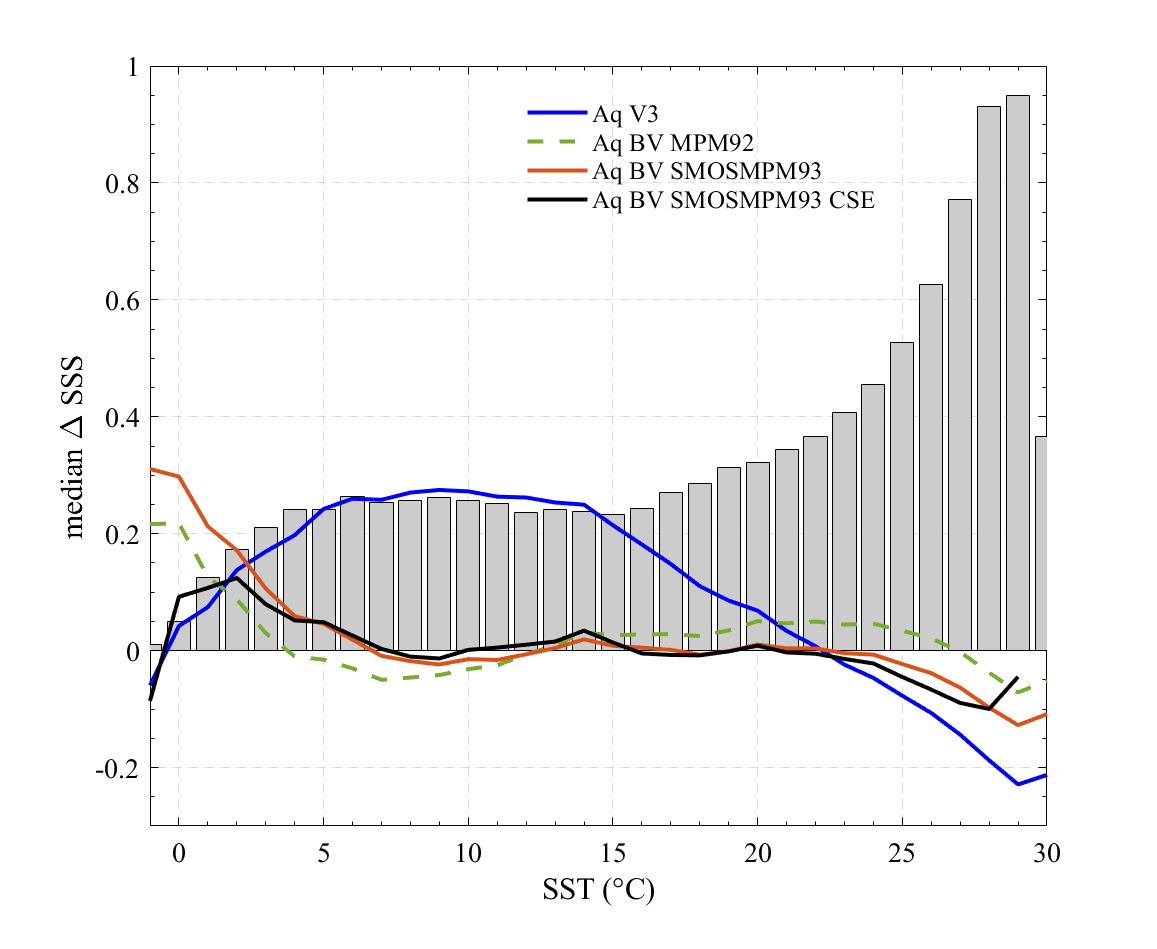 1
0.8
0.6
0.4
0.2
0
-0.2
median Δ SSS
Aq V3
Aq BV MPM92
Aq BV SMOSMPM93
Aq BV SMOSMPM93 CSE
0 5 10 15 20 25 30
SST (°C)